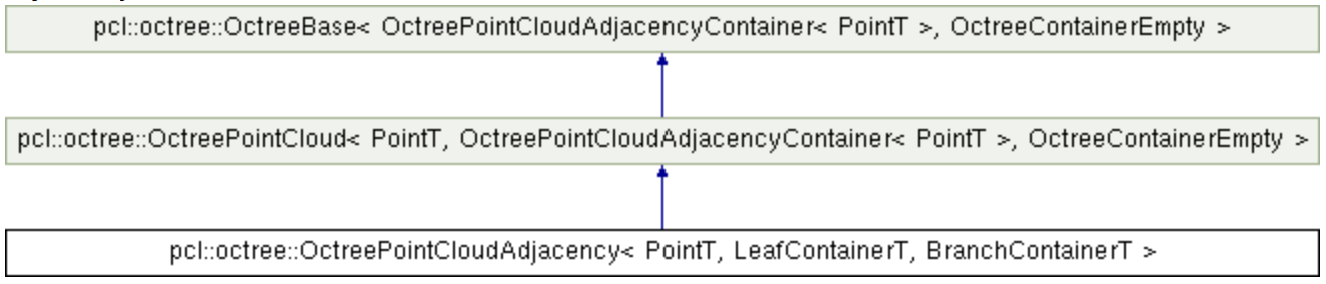 pcl::octree::OctreeBase< OctreePointCloudAdjacencyContainer< PointT >, OctreeContainerEmpty >
pcl::octree::OctreePointCloud< PointT, OctreePointCloudAdjacencyContainer< PointT >, OctreeContainerEmpty >
pcl::octree::OctreePointCloudAdjacency< PointT, LeafContainerT, BranchContainerT >